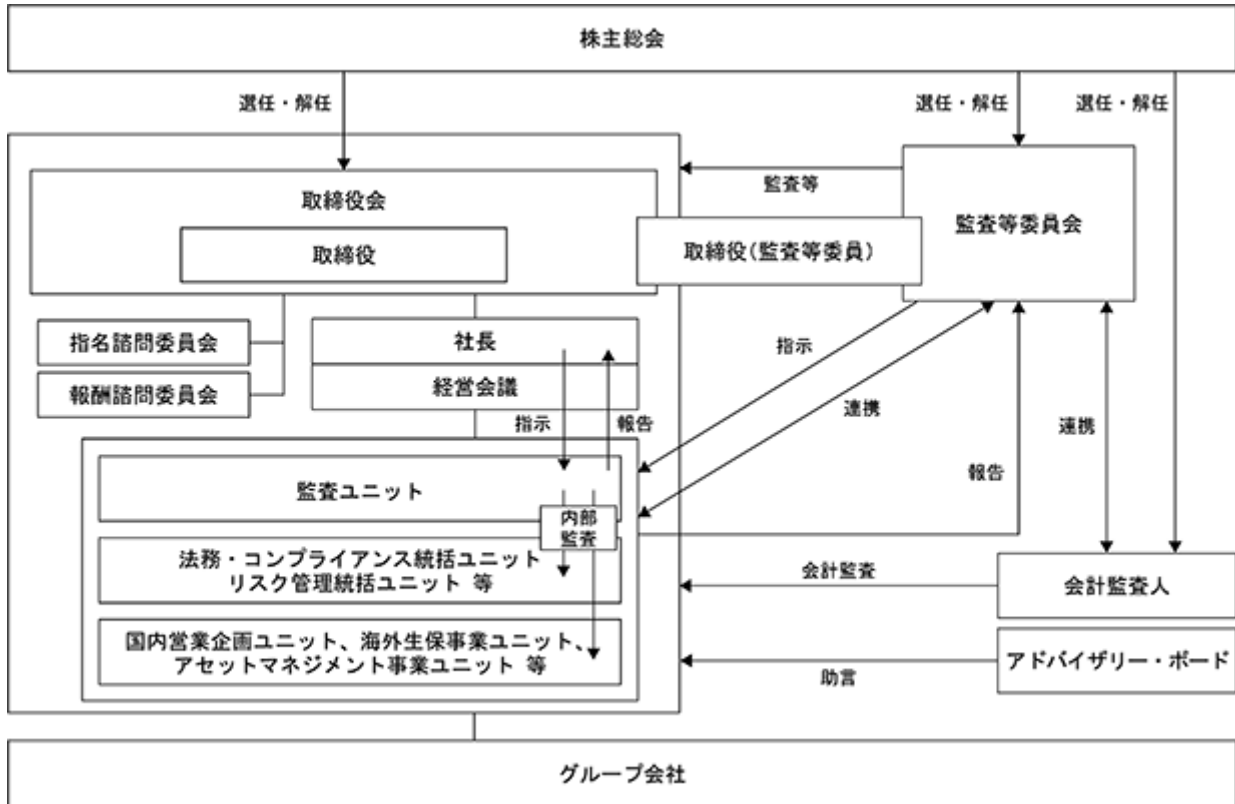 株主総会
選任・解任
選任・解任
選任・解任
取締役会
取締役
監査等
取締役(監査等委員)
監査等委員会
指名諮問委員会
報酬諮問委員会
社長
経営会議
指示
報告
指示
連携
報告
連携
監査ユニット
内部
監査
法務・コンプライアンス統括ユニット
リスク管理統括ユニット 等
国内営業企画ユニット、海外生保事業ユニット、
アセットマネジメント事業ユニット 等
会計監査
会計監査人
助言
アドバイザリー・ボード
グループ会社